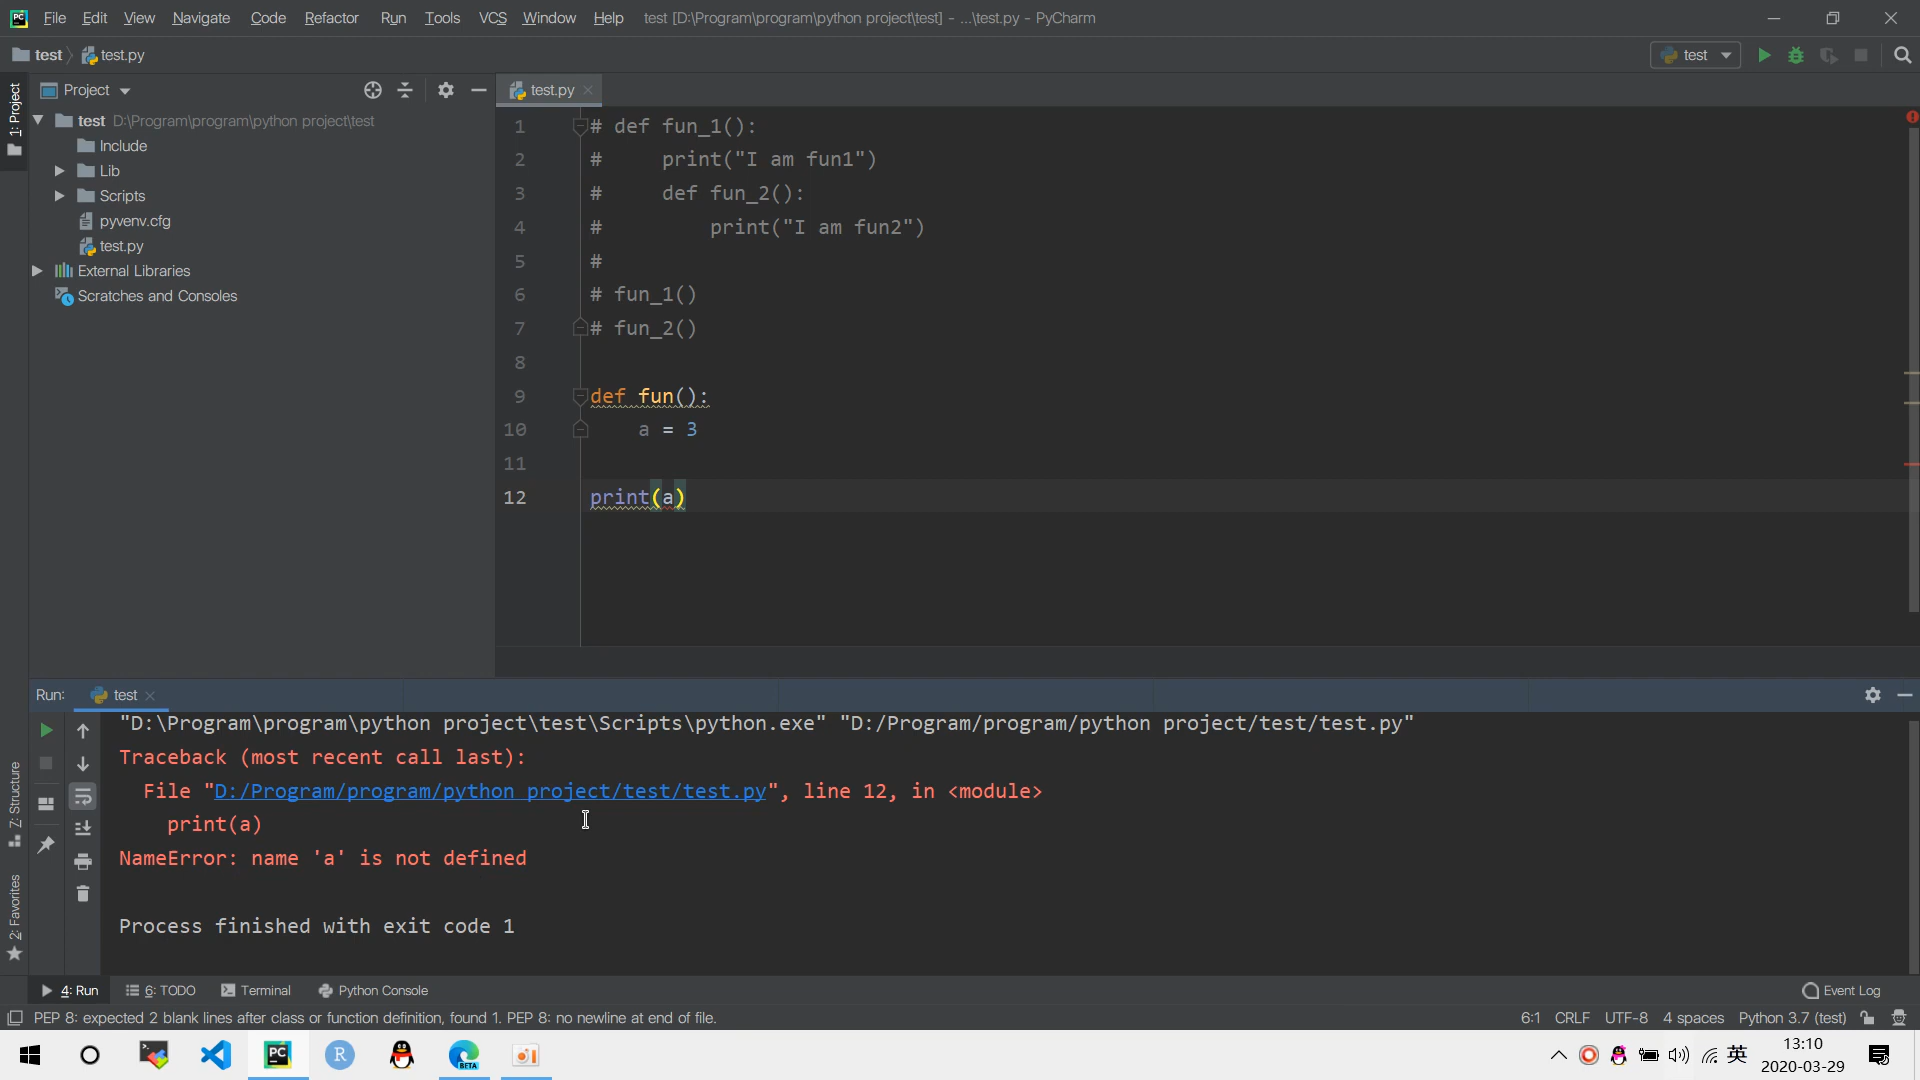 File Edit View Navigate Code Refactor Run Tools VCS Window Help test [D:\Program\program\python project\test] - ...\test.py - PyCharm
test test.py
test
Project
test.py
1: Project
test D:\Program\program\python project\test
Include
Lib
Scripts
pyvenv.cfg
test.py
External Libraries
Scratches and Consoles
1 # def fun_1():
2 #     print("I am fun1")
3 #     def fun_2():
4 #         print("I am fun2")
5 #
6 # fun_1()
7 # fun_2()
8
9 def fun():
10     a = 3
11
12 print(a)
Run: test
"D:\Program\program\python project\test\Scripts\python.exe" "D:/Program/program/python project/test/test.py"
Traceback (most recent call last):
  File "D:/Program/program/python project/test/test.py", line 12, in <module>
    print(a)
NameError: name 'a' is not defined
Process finished with exit code 1
Z: Structure
2: Favorites
4: Run 6: TODO Terminal Python Console Event Log
PEP 8: expected 2 blank lines after class or function definition, found 1. PEP 8: no newline at end of file. 6:1 CRLF UTF-8 4 spaces Python 3.7 (test)
PC
R
BETA
英
13:10
2020-03-29